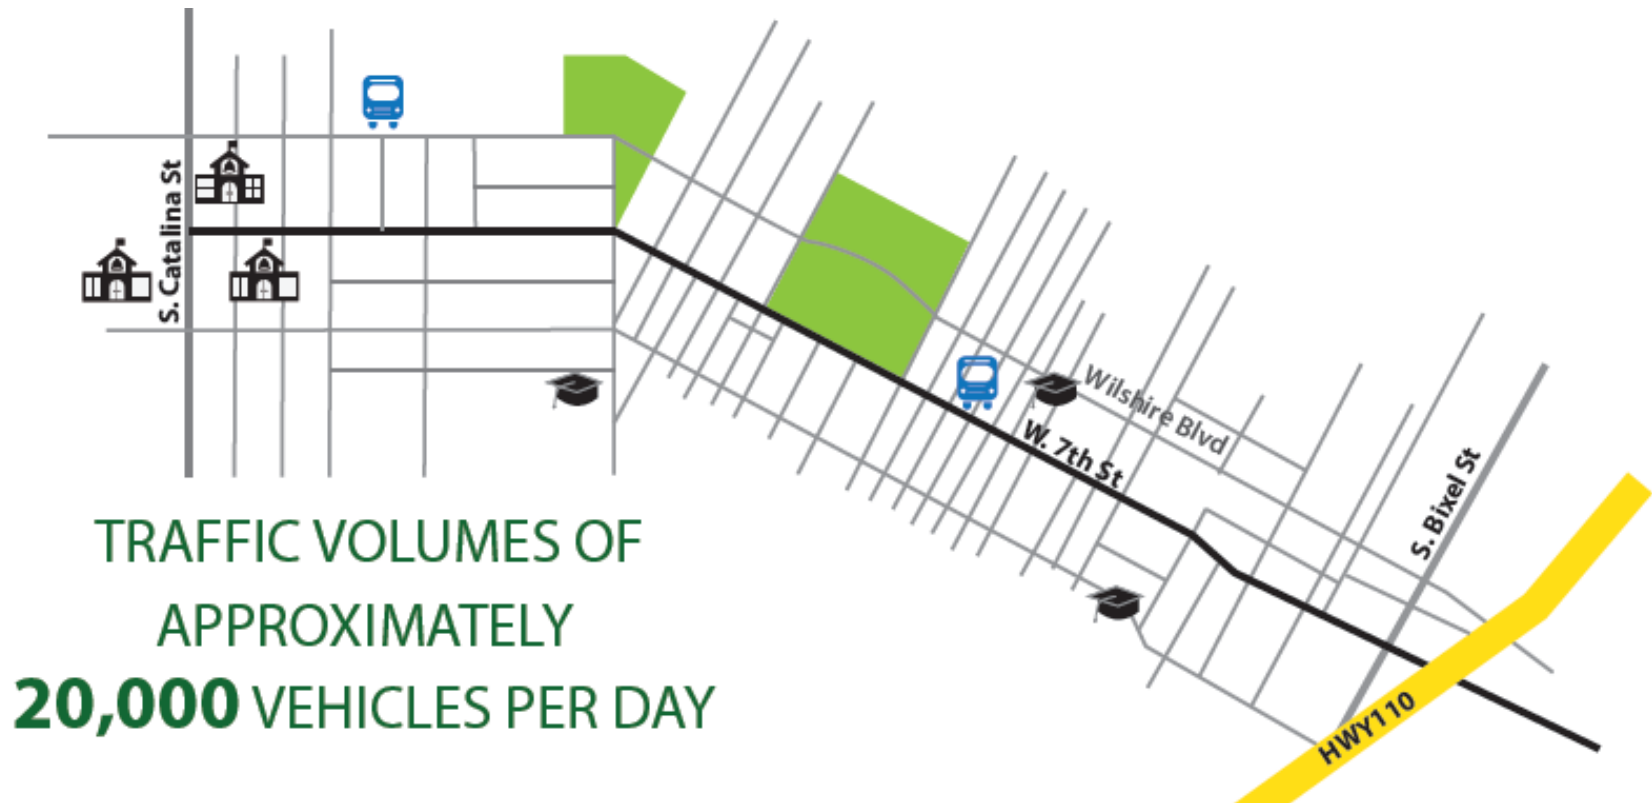 S. Catalina St
Wilshire Blvd
W. 7th St
S. Bixel St
HWY110
TRAFFIC VOLUMES OF
APPROXIMATELY
20,000 VEHICLES PER DAY